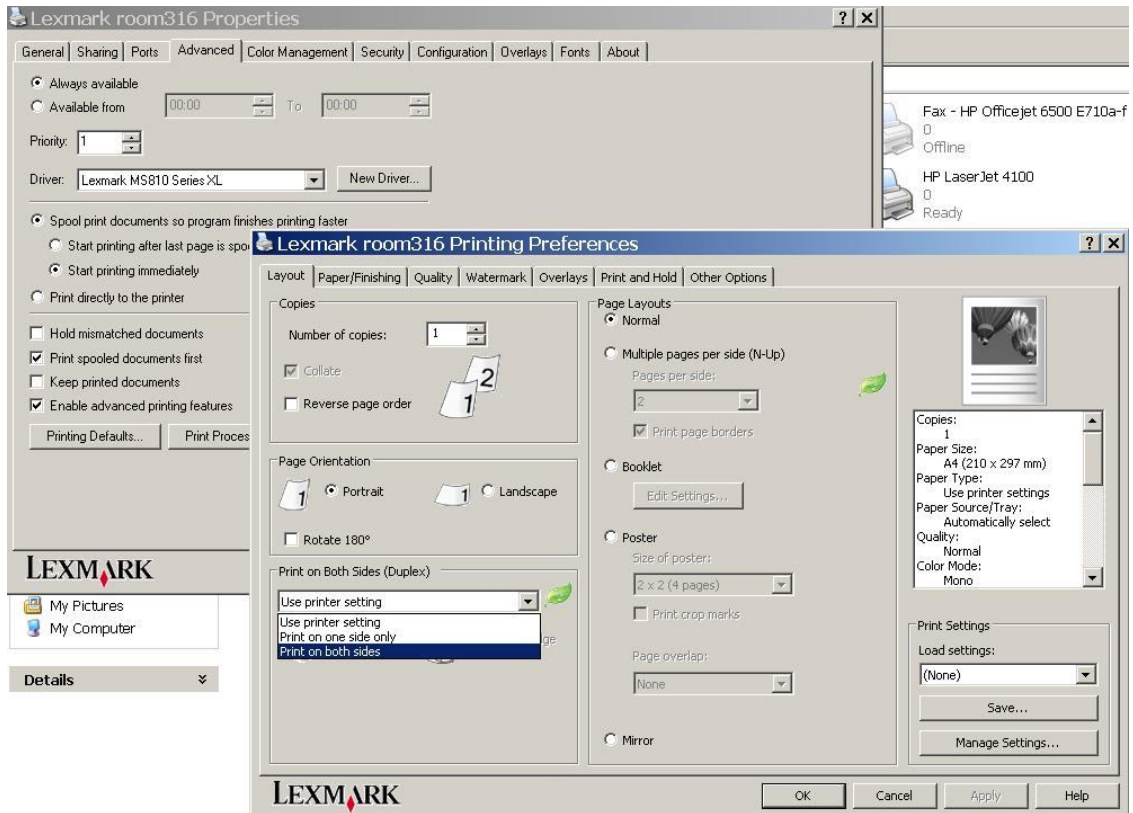 Lexmark room316 Properties
General Sharing Ports Advanced Color Management Security Configuration Overlays Fonts About
Always available
Available from 00:00 To 00:00
Priority: 1
Driver: Lexmark MS810 Series XL New Driver...
Spool print documents so program finishes printing faster
Start printing after last page is spo
Start printing immediately
Print directly to the printer
Hold mismatched documents
Print spooled documents first
Keep printed documents
Enable advanced printing features
Printing Defaults... Print Proces
LEXMARK
My Pictures
My Computer
Details
Fax - HP Officejet 6500 E710a-f
0
Offline
HP LaserJet 4100
0
Ready
Lexmark room316 Printing Preferences
Layout Paper/Finishing Quality Watermark Overlays Print and Hold Other Options
Copies
Number of copies: 1
Collate
Reverse page order
1 2
Page Orientation
1 Portrait 1 Landscape
Rotate 180°
Print on Both Sides (Duplex)
Use printer setting
Use printer setting
Print on one side only
Print on both sides
ge
Page Layouts
Normal
Multiple pages per side (N-Up)
Pages per side:
2
Print page borders
Booklet
Edit Settings...
Poster
Size of poster:
2 x 2 (4 pages)
Print crop marks
Page overlap:
None
Mirror
Copies:
1
Paper Size:
A4 (210 x 297 mm)
Paper Type:
Use printer settings
Paper Source/Tray:
Automatically select
Quality:
Normal
Color Mode:
Mono
Print Settings
Load settings:
(None)
Save...
Manage Settings...
LEXMARK
OK Cancel Apply Help